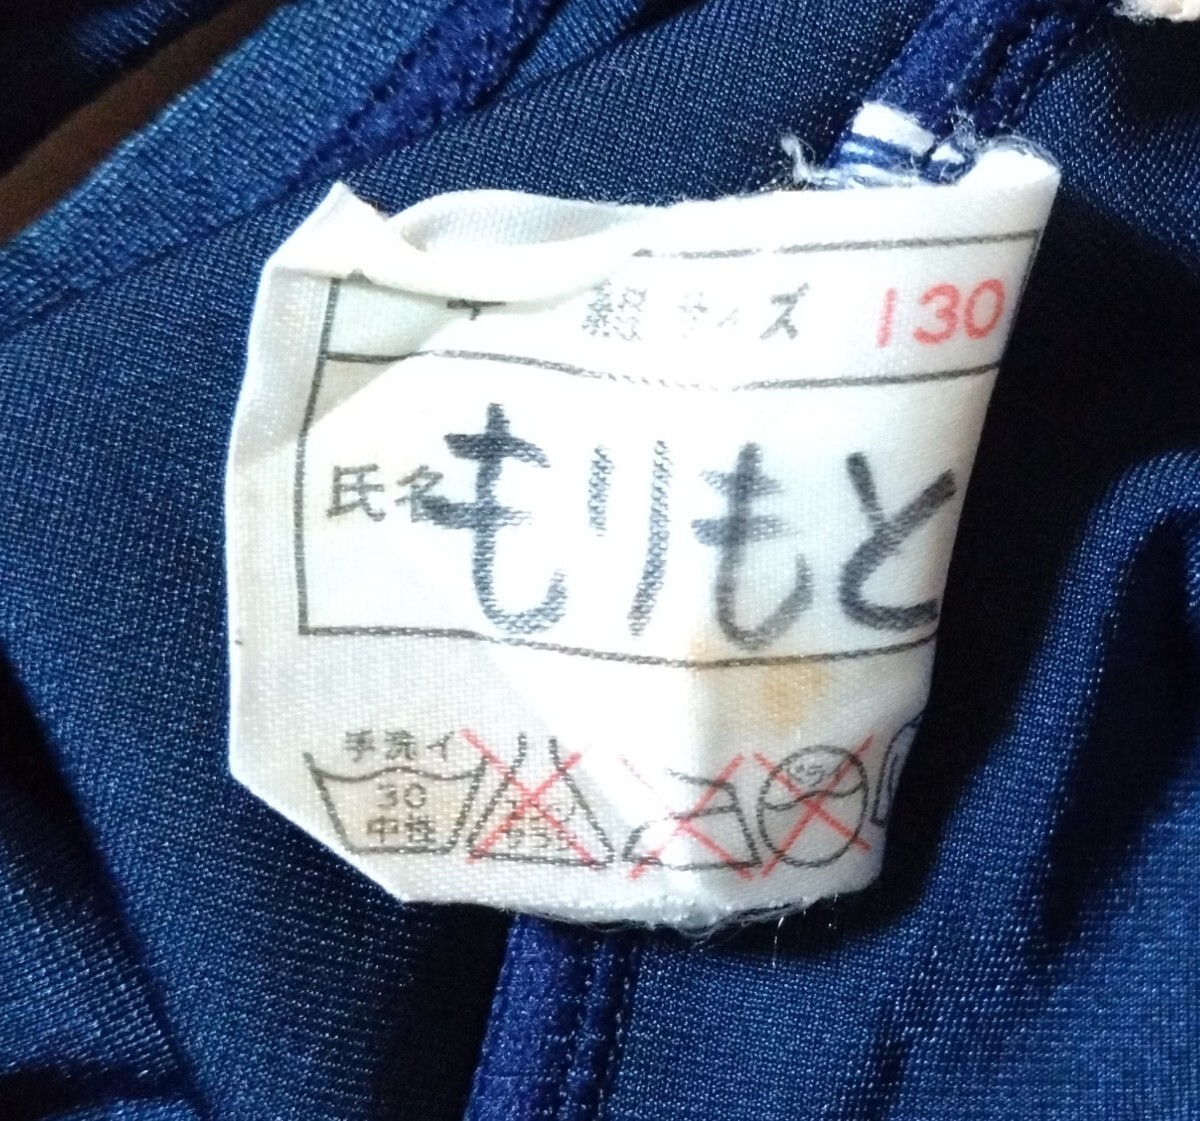 サイズ 130
氏名 もりもと
手洗イ
30
中性